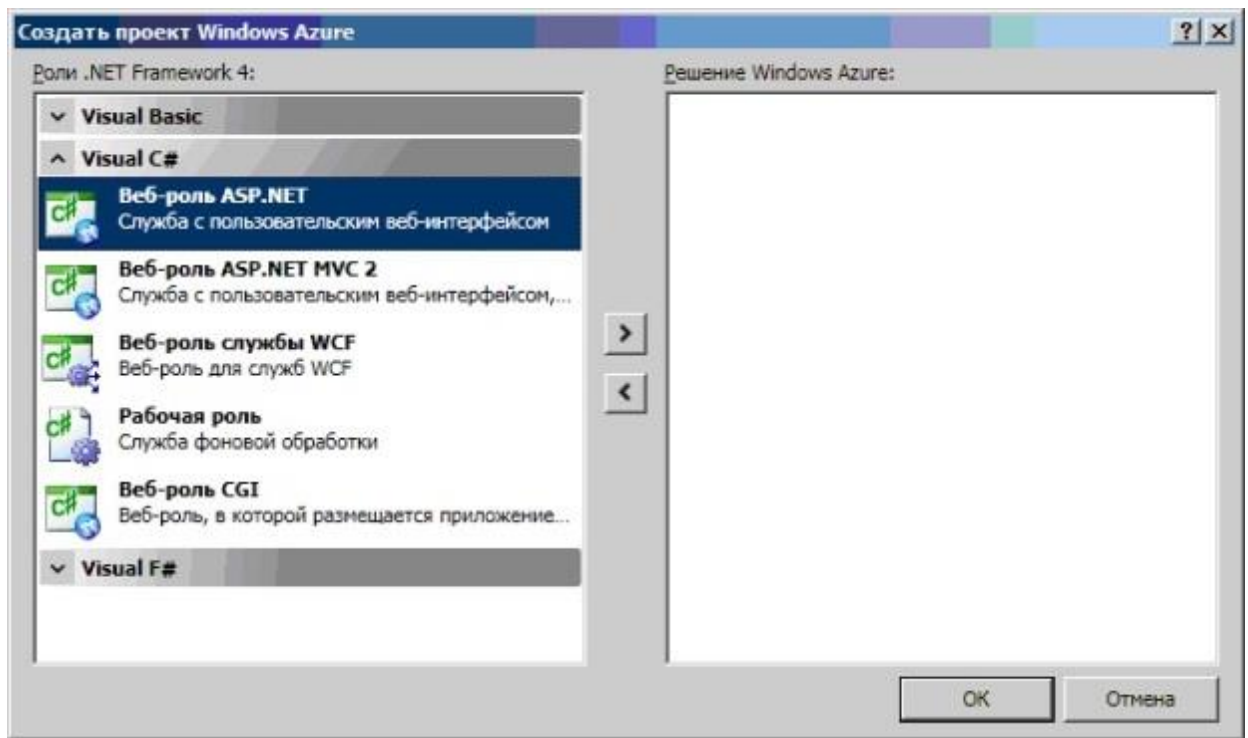 Создать проект Windows Azure
Роли .NET Framework 4:
Решение Windows Azure:
Visual Basic
Visual C#
Веб-роль ASP.NET
Служба с пользовательским веб-интерфейсом
Веб-роль ASP.NET MVC 2
Служба с пользовательским веб-интерфейсом,...
Веб-роль службы WCF
Веб-роль для служб WCF
Рабочая роль
Служба фоновой обработки
Веб-роль CGI
Веб-роль, в которой размещается приложение...
Visual F#
OK
Отмена